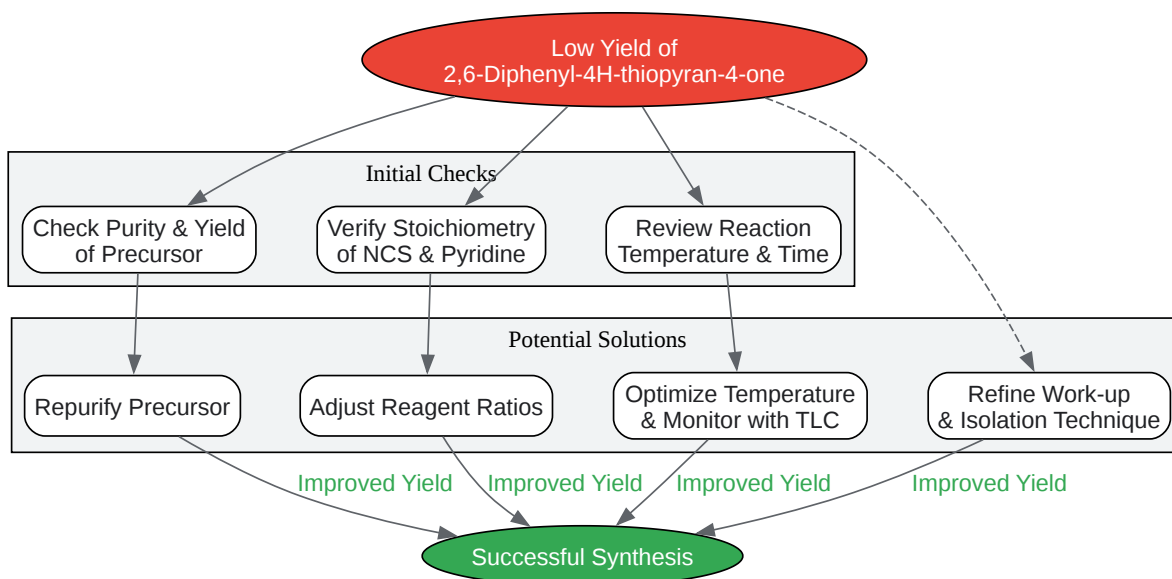 Low Yield of
2,6-Diphenyl-4H-thiopyran-4-one
Initial Checks
Check Purity & Yield
of Precursor
Verify Stoichiometry
of NCS & Pyridine
Review Reaction
Temperature & Time
Potential Solutions
Repurify Precursor
Adjust Reagent Ratios
Optimize Temperature
& Monitor with TLC
Refine Work-up
& Isolation Technique
Improved Yield
Improved Yield
Improved Yield
Improved Yield
Successful Synthesis